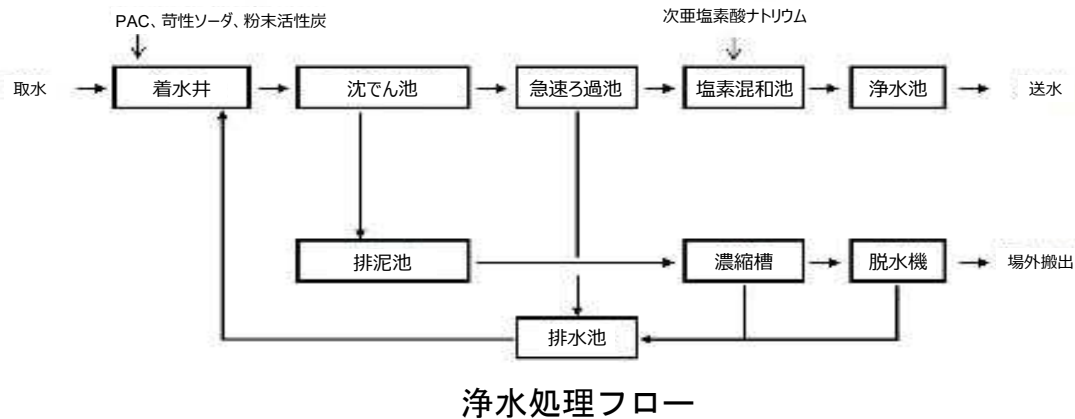 PAC、苛性ソーダ、粉末活性炭
次亜塩素酸ナトリウム
取水
着水井
沈でん池
急速ろ過池
塩素混和池
浄水池
送水
排泥池
濃縮槽
脱水機
場外搬出
排水池
浄水処理フロー